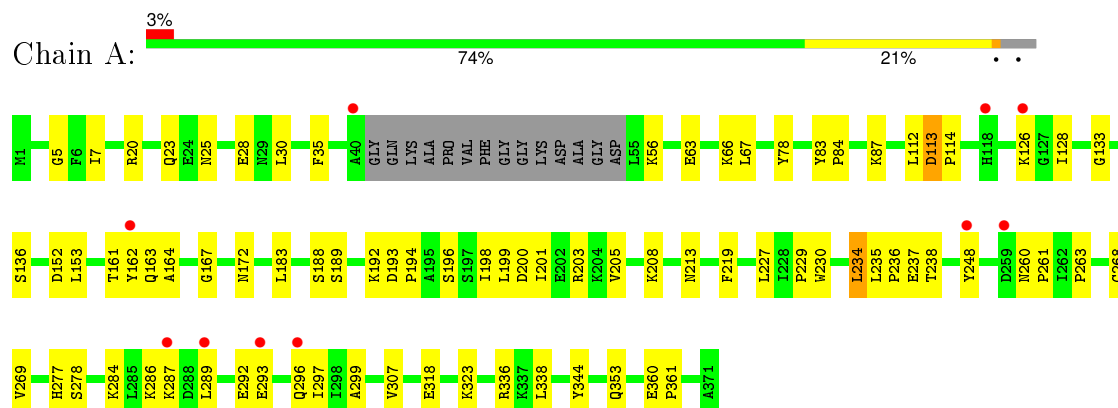 3%
Chain A:
74% 21% • •
M1 G5 F6 I7 R20 Q23 E24 N25 E28 N29 L30 F35 A40 GLY GLN LYS ALA PRO VAL PHE GLY GLY LYS ASP ALA GLY ASP L55 K56 E63 K66 L67 Y78 Y83 P84 K87 L112 D113 P114 H118 K126 G127 I128 G133
S136 D152 L153 T161 Y162 Q163 A164 G167 N172 L183 S188 S189 K192 D193 P194 A195 S196 S197 I198 L199 D200 I201 E202 R203 K204 V205 K208 N213 F219 L227 I228 P229 W230 L234 L235 P236 E237 T238 Y248 D259 N260 P261 I262 P263 G268
V269 H277 S278 K284 L285 K286 K287 D288 L289 E292 E293 Q296 I297 I298 A299 V307 E318 K323 R336 K337 L338 Y344 Q353 E360 P361 A371